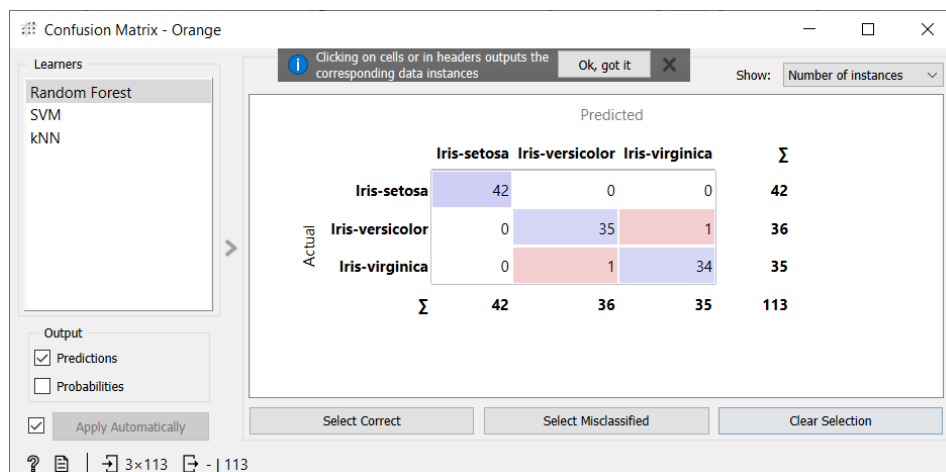 Confusion Matrix - Orange
Learners
Random Forest
SVM
kNN
Output
Predictions
Probabilities
Apply Automatically
Clicking on cells or in headers outputs the
corresponding data instances
Ok, got it
Show: Number of instances
Predicted
Iris-setosa Iris-versicolor Iris-virginica Σ
Actual
Iris-setosa 42 0 0 42
Iris-versicolor 0 35 1 36
Iris-virginica 0 1 34 35
Σ 42 36 35 113
Select Correct Select Misclassified Clear Selection
? 3×113 - | 113